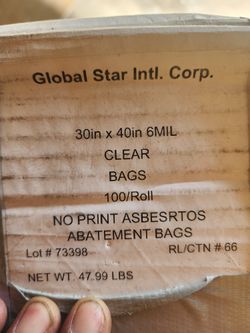 Global Star Intl. Corp.
30in x 40in 6MIL
CLEAR
BAGS
100/Roll
NO PRINT ASBESRTOS
ABATEMENT BAGS
Lot # 73398 RL/CTN # 66
NET WT. 47.99 LBS